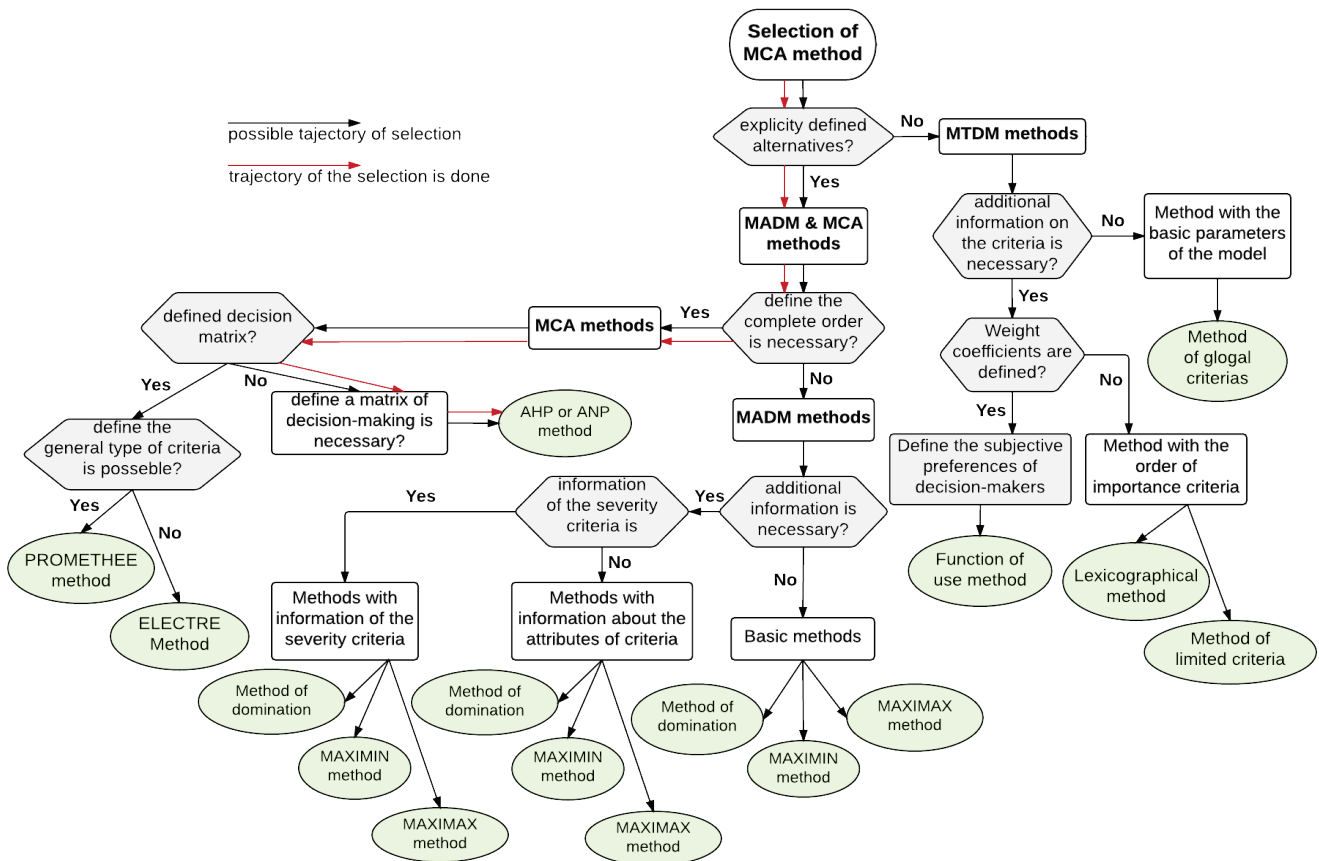 Selection of
MCA method
possible tajectory of selection
trajectory of the selection is done
explicity defined
alternatives?
No
MTDM methods
Yes
MADM & MCA
methods
additional
information on
the criteria is
necessary?
No
Method with the
basic parameters
of the model
Yes
defined decision
matrix?
MCA methods
Yes
define the
complete order
is necessary?
Weight
coefficients are
defined?
Method
of glogal
criterias
Yes
No
No
No
define a matrix of
decision-making is
necessary?
AHP or ANP
method
MADM methods
Yes
define the
general type of criteria
is posseble?
Define the subjective
preferences of
decision-makers
Method with the
order of
importance criteria
Yes
No
Yes
information
of the severity
criteria is
Yes
additional
information is
necessary?
PROMETHEE
method
No
No
Function of
use method
Lexicographical
method
ELECTRE
Method
Methods with
information of the
severity criteria
Methods with
information about the
attributes of criteria
Basic methods
Method of
limited criteria
Method of
domination
Method of
domination
Method of
domination
MAXIMAX
method
MAXIMIN
method
MAXIMIN
method
MAXIMIN
method
MAXIMAX
method
MAXIMAX
method